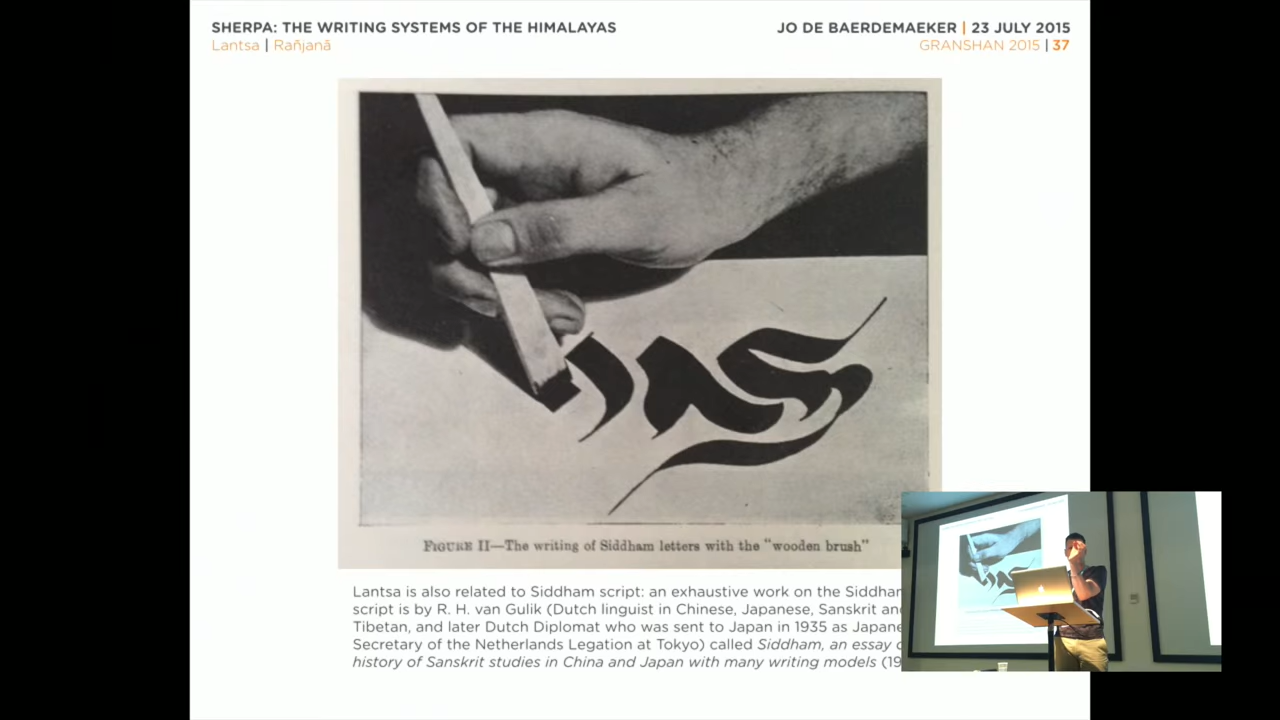 SHERPA: THE WRITING SYSTEMS OF THE HIMALAYAS
Lantsa | Rañjanā
JO DE BAERDEMAEKER | 23 JULY 2015
GRANSHAN 2015 | 37
FIGURE II—The writing of Siddham letters with the "wooden brush"
Lantsa is also related to Siddham script: an exhaustive work on the
script is by R. H. van Gulik (Dutch linguist in Chinese, Japanese, Sanskrit
Tibetan, and later Dutch Diplomat who was sent to Japan in 1935 as
Secretary of the Netherlands Legation at Tokyo) called Siddham, an essay
history of Sanskrit studies in China and Japan with many writing models